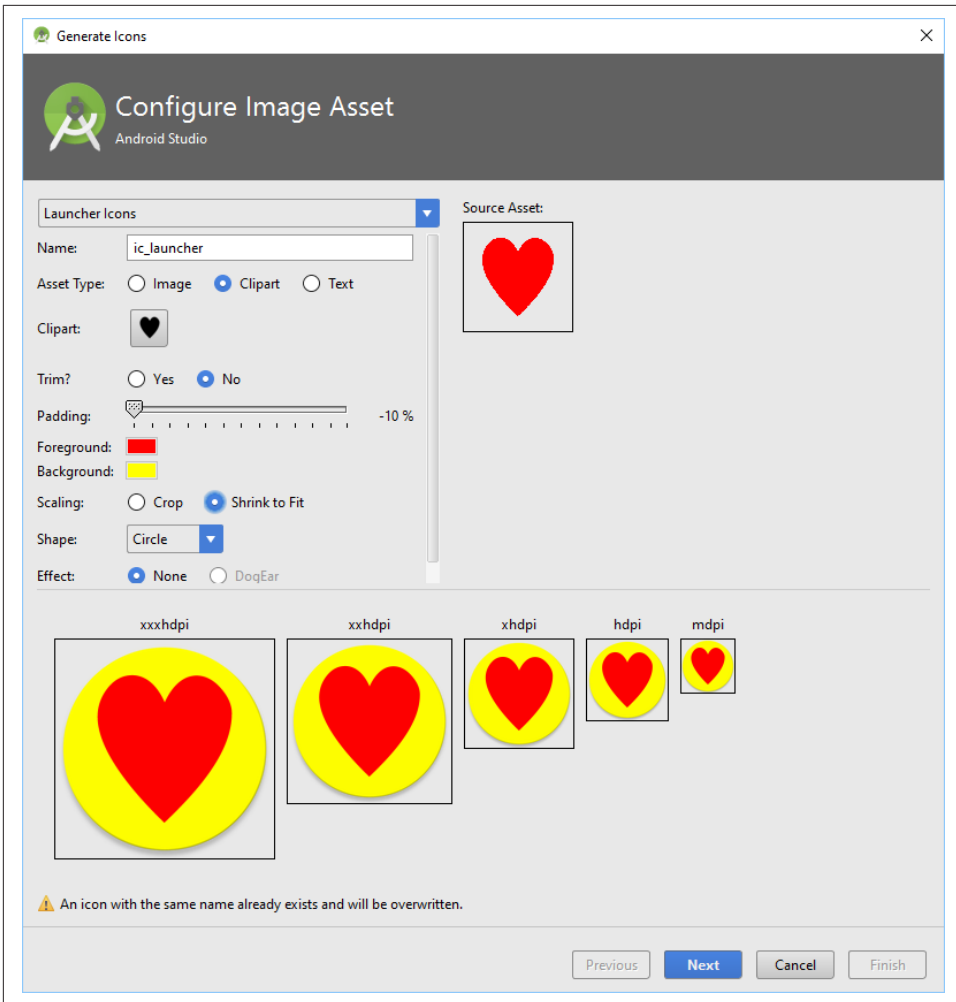 Generate Icons
Configure Image Asset
Android Studio
Launcher Icons
Source Asset:
Name: ic_launcher
Asset Type: Image Clipart Text
Clipart:
Trim? Yes No
Padding: -10 %
Foreground:
Background:
Scaling: Crop Shrink to Fit
Shape: Circle
Effect: None DogEar
xxxhdpi xxhdpi xhdpi hdpi mdpi
An icon with the same name already exists and will be overwritten.
Previous Next Cancel Finish